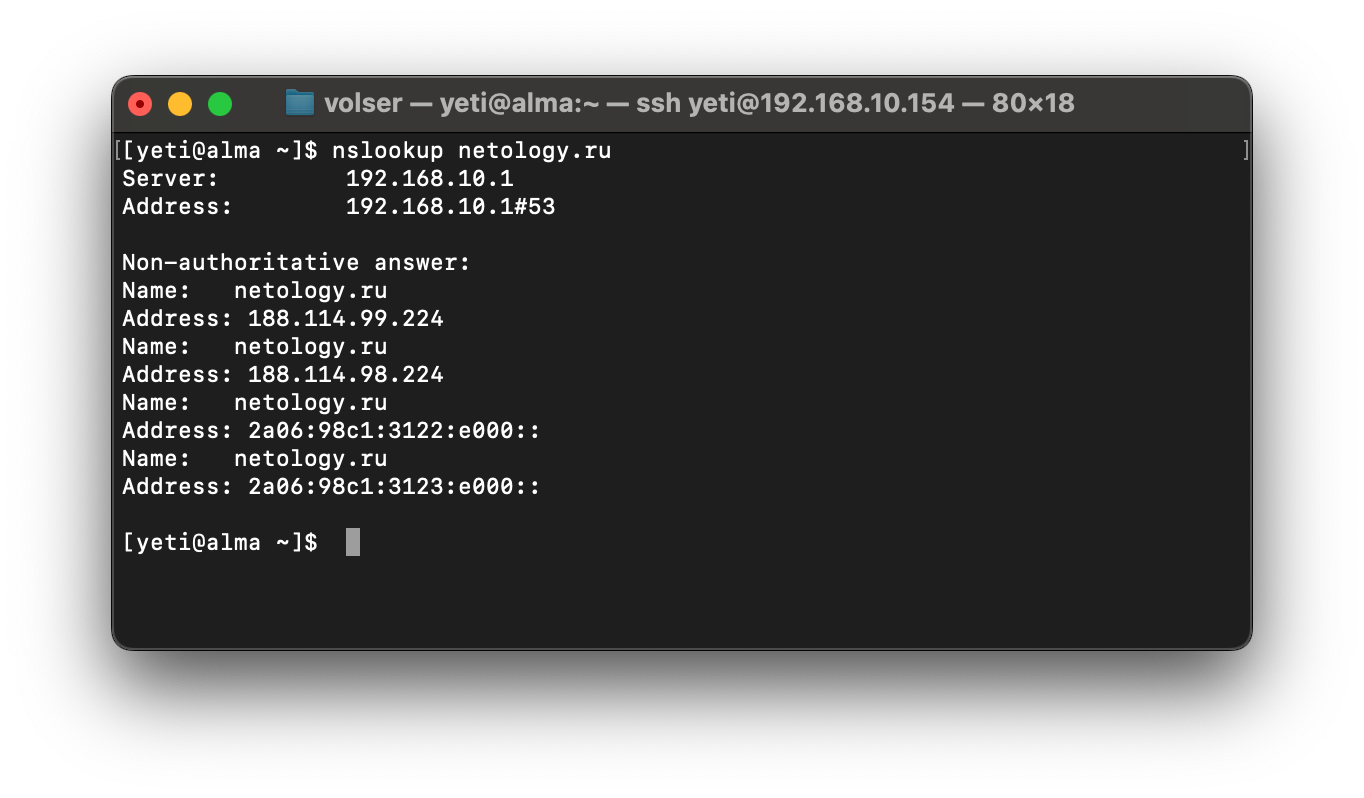 volser — yeti@alma:~ — ssh yeti@192.168.10.154 — 80×18
[[yeti@alma ~]$ nslookup netology.ru ]
Server:		192.168.10.1
Address:	192.168.10.1#53

Non-authoritative answer:
Name:	netology.ru
Address: 188.114.99.224
Name:	netology.ru
Address: 188.114.98.224
Name:	netology.ru
Address: 2a06:98c1:3122:e000::
Name:	netology.ru
Address: 2a06:98c1:3123:e000::

[yeti@alma ~]$